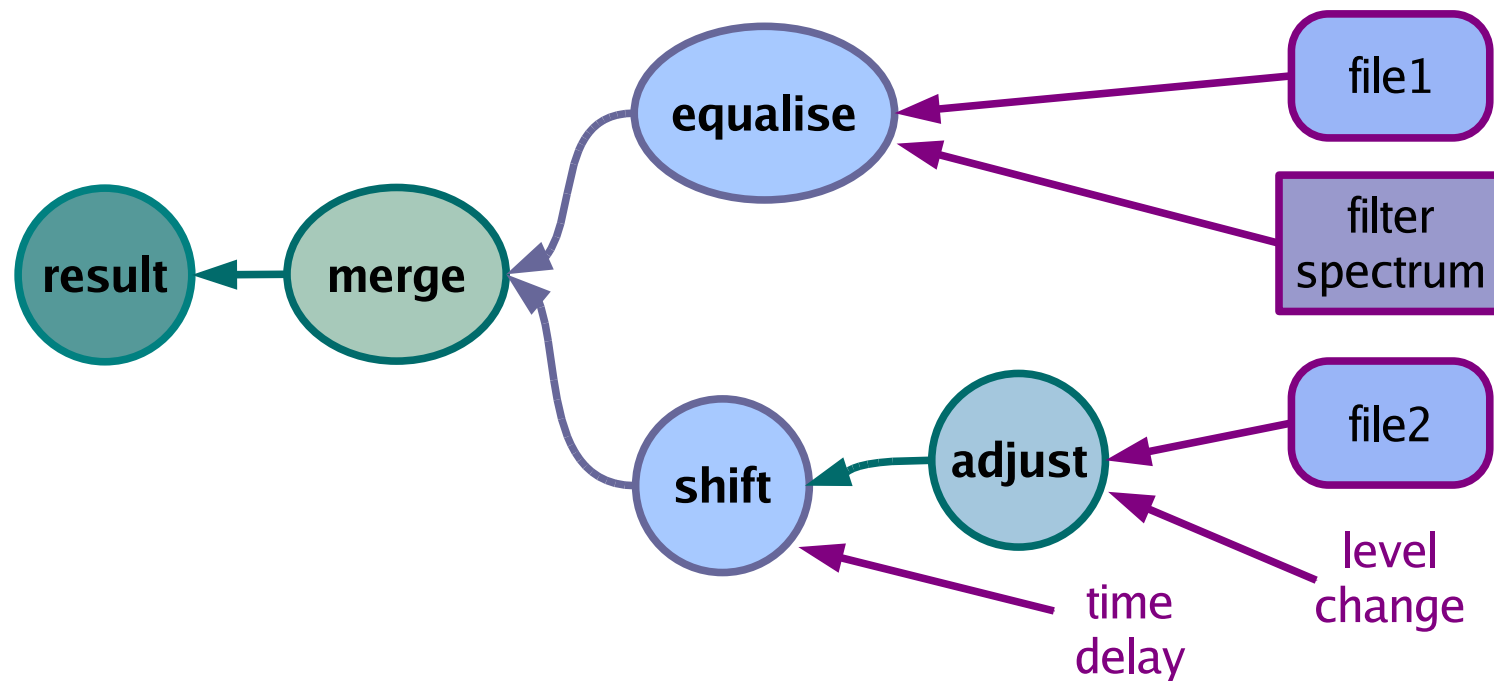 file1
equalise
filter
spectrum
result
merge
file2
adjust
shift
level
change
time
delay